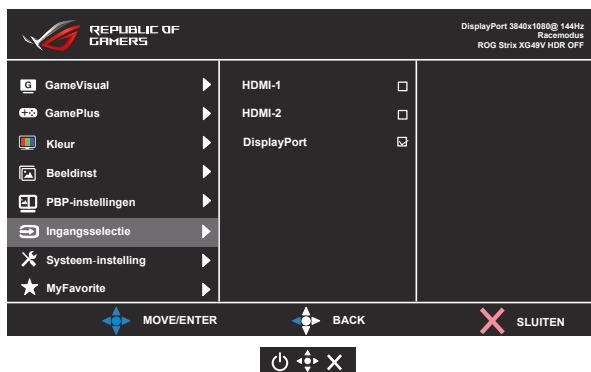 REPUBLIC OF
GAMERS
DisplayPort 3840x1080@ 144Hz
Racemodus
ROG Strix XG49V HDR OFF
G GameVisual
GamePlus
Kleur
Beeldinst
PBP-instellingen
Ingangsselectie
Systeem-instelling
MyFavorite
HDMI-1
HDMI-2
DisplayPort
MOVE/ENTER
BACK
SLUITEN